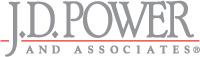 J.D. POWER
AND ASSOCIATES®